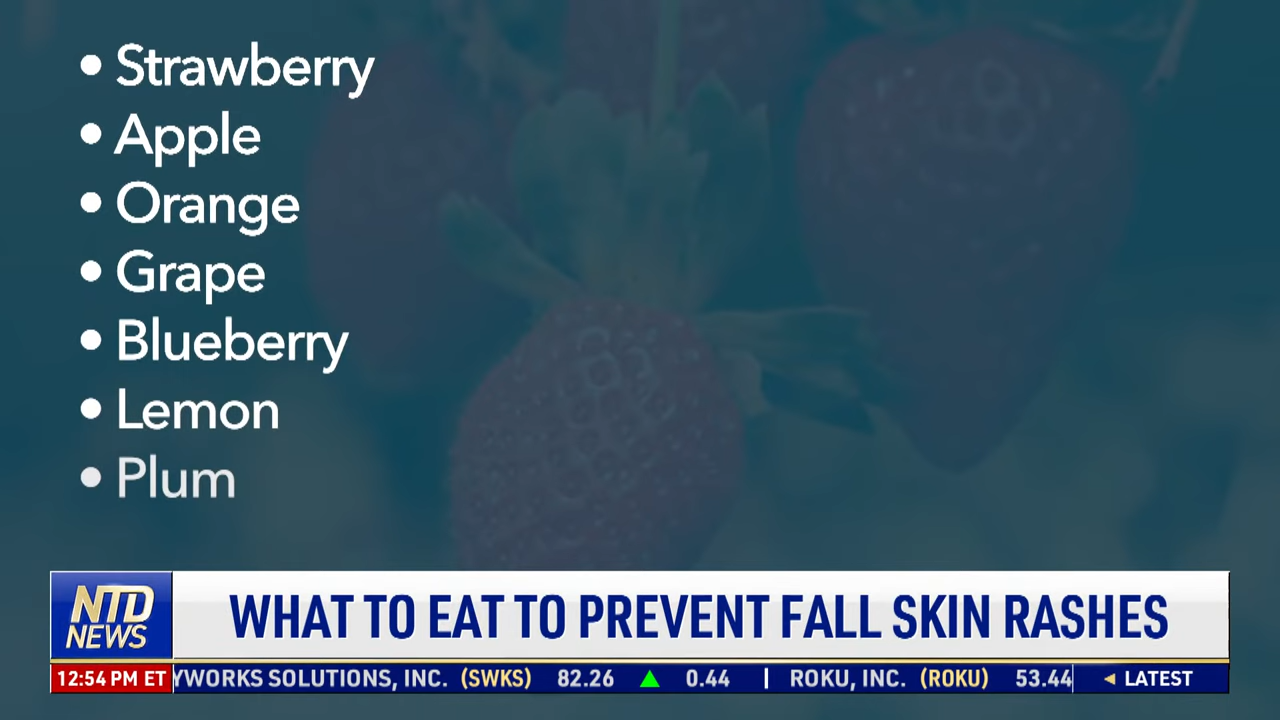 • Strawberry
• Apple
• Orange
• Grape
• Blueberry
• Lemon
• Plum
NTD
NEWS
WHAT TO EAT TO PREVENT FALL SKIN RASHES
12:54 PM ET YWORKS SOLUTIONS, INC. (SWKS) 82.26 ▲ 0.44 | ROKU, INC. (ROKU) 53.44 ◄ LATEST